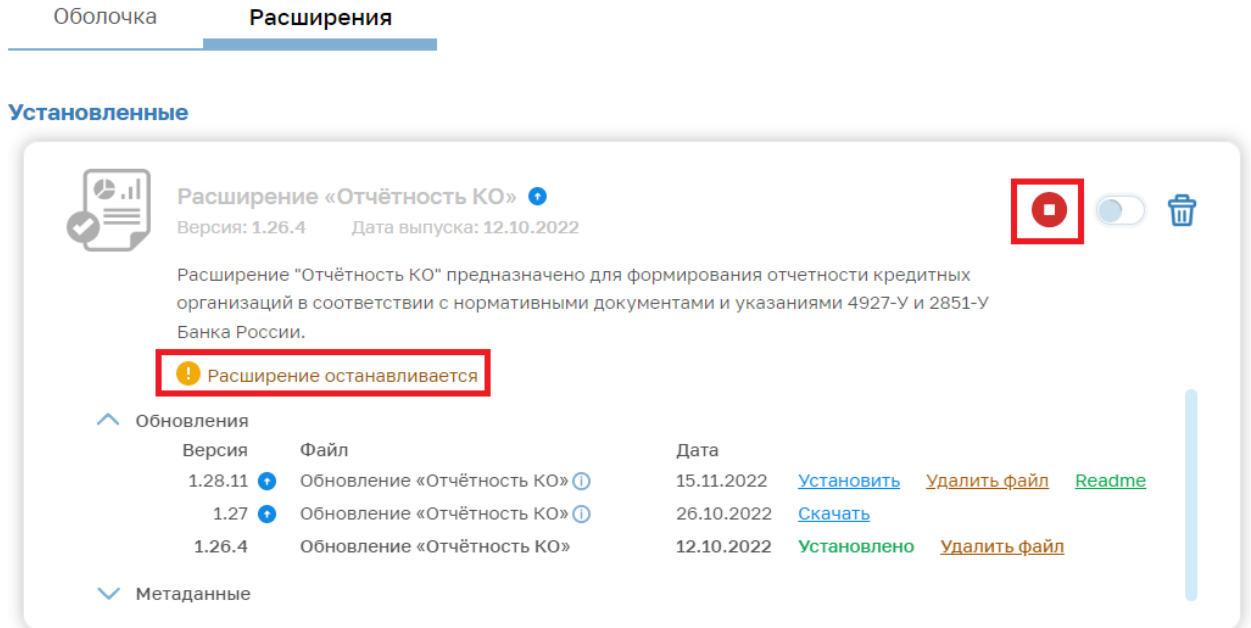 Оболочка Расширения
Установленные
Расширение «Отчётность КО»
Версия: 1.26.4 Дата выпуска: 12.10.2022
Расширение "Отчётность КО" предназначено для формирования отчетности кредитных
организаций в соответствии с нормативными документами и указаниями 4927-У и 2851-У
Банка России.
Расширение останавливается
Обновления
Версия Файл Дата
1.28.11 Обновление «Отчётность КО» 15.11.2022 Установить Удалить файл Readme
1.27 Обновление «Отчётность КО» 26.10.2022 Скачать
1.26.4 Обновление «Отчётность КО» 12.10.2022 Установлено Удалить файл
Метаданные